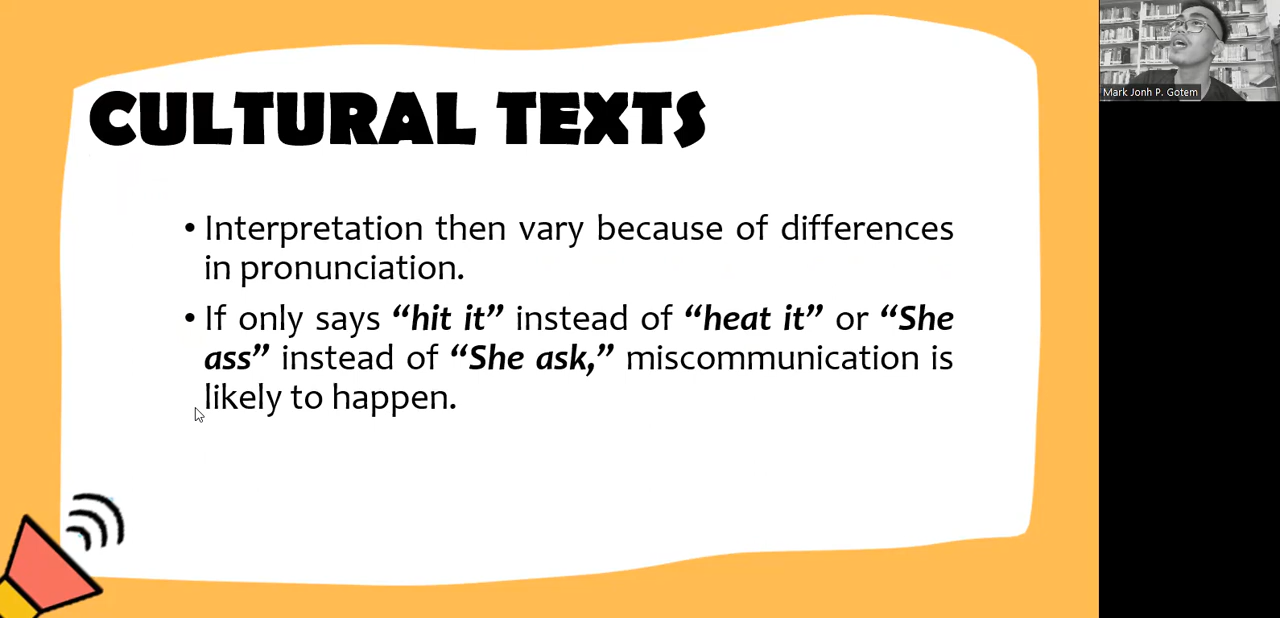 CULTURAL TEXTS
• Interpretation then vary because of differences
in pronunciation.
• If only says “hit it” instead of “heat it” or “She
ass” instead of “She ask,” miscommunication is
likely to happen.
Mark Jonh P. Gotem